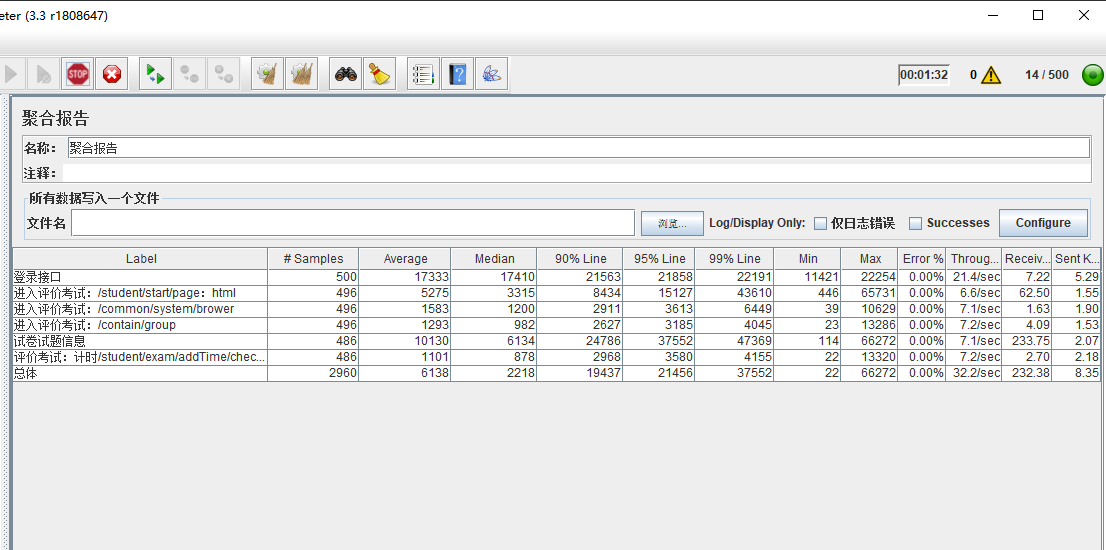 eter (3.3 r1808647)
STOP 00:01:32 0 14 / 500
聚合报告
名称： 聚合报告
注释：
所有数据写入一个文件
文件名 浏览... Log/Display Only: 仅日志错误 Successes Configure
Label # Samples Average Median 90% Line 95% Line 99% Line Min Max Error % Throug... Receiv... Sent K...
登录接口 500 17333 17410 21563 21858 22191 11421 22254 0.00% 21.4/sec 7.22 5.29
进入评价考试：/student/start/page：html 496 5275 3315 8434 15127 43610 446 65731 0.00% 6.6/sec 62.50 1.55
进入评价考试：/common/system/brower 496 1583 1200 2911 3613 6449 39 10629 0.00% 7.1/sec 1.63 1.90
进入评价考试：/contain/group 496 1293 982 2627 3185 4045 23 13286 0.00% 7.2/sec 4.09 1.53
试卷试题信息 486 10130 6134 24786 37552 47369 114 66272 0.00% 7.1/sec 233.75 2.07
评价考试：计时/student/exam/addTime/chec... 486 1101 878 2968 3580 4155 22 13320 0.00% 7.2/sec 2.70 2.18
总体 2960 6138 2218 19437 21456 37552 22 66272 0.00% 32.2/sec 232.38 8.35